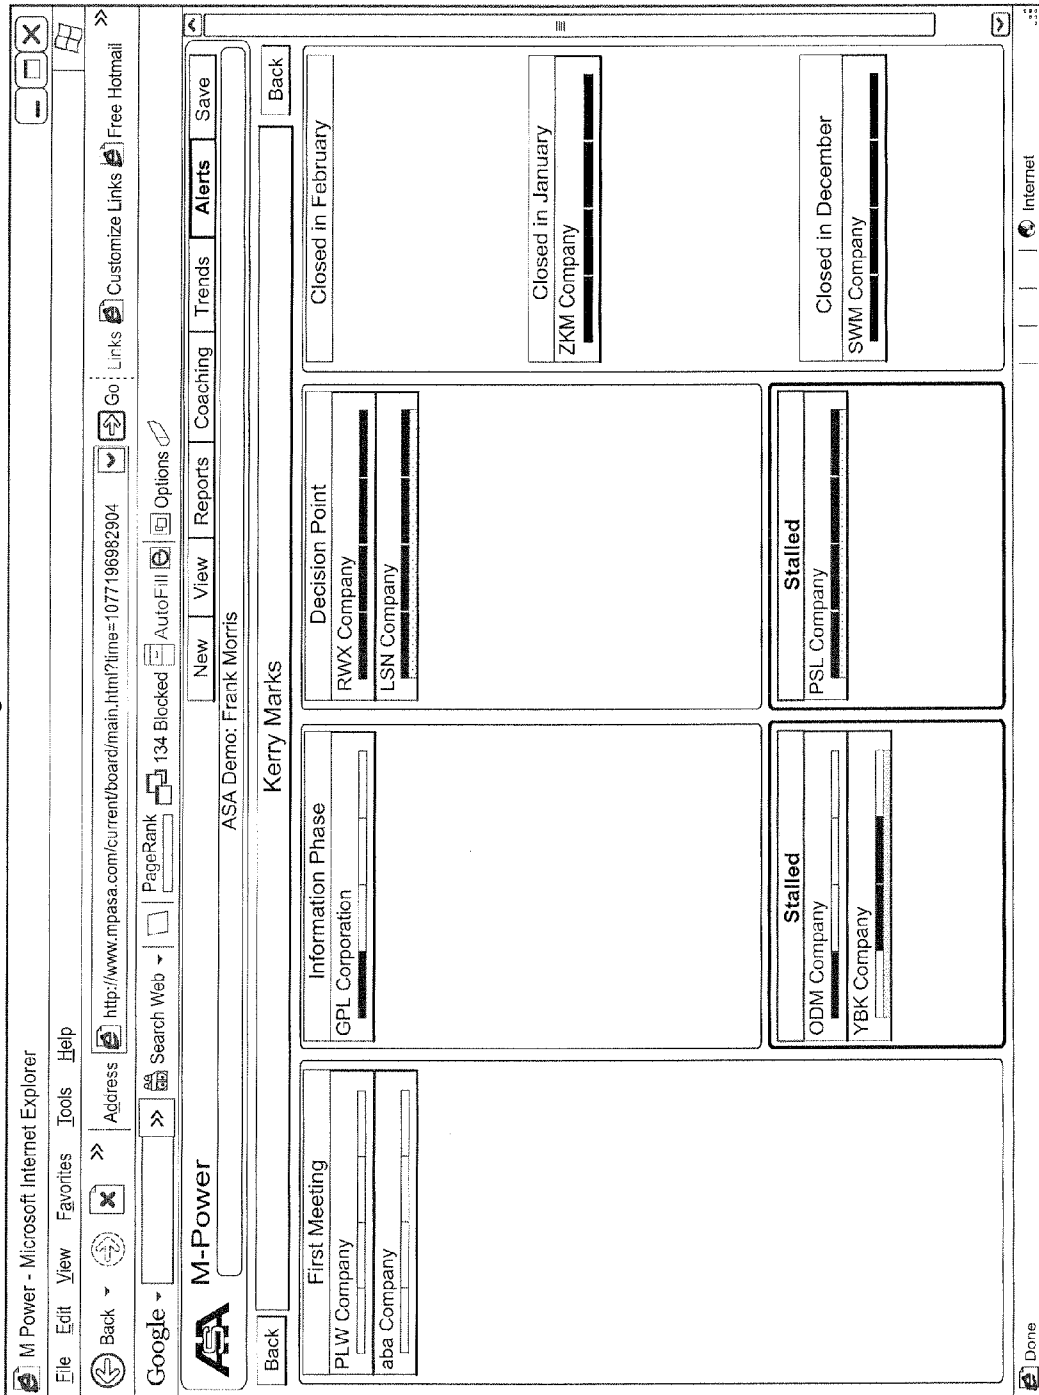 M Power - Microsoft Internet Explorer
File Edit View Favorites Tools Help
Back » Address http://www.mpasa.com/current/board/main.html?time=1077196982904 Go Links Customize Links Free Hotmail »
Google » Search Web PageRank 134 Blocked AutoFill Options
ASA M-Power New View Reports Coaching Trends Alerts Save
ASA Demo: Frank Morris
Back Kerry Marks Back
First Meeting
PLW Company
aba Company
Information Phase
GPL Corporation
Stalled
ODM Company
YBK Company
Decision Point
RWX Company
LSN Company
Stalled
PSL Company
Closed in February
Closed in January
ZKM Company
Closed in December
SWM Company
Done Internet